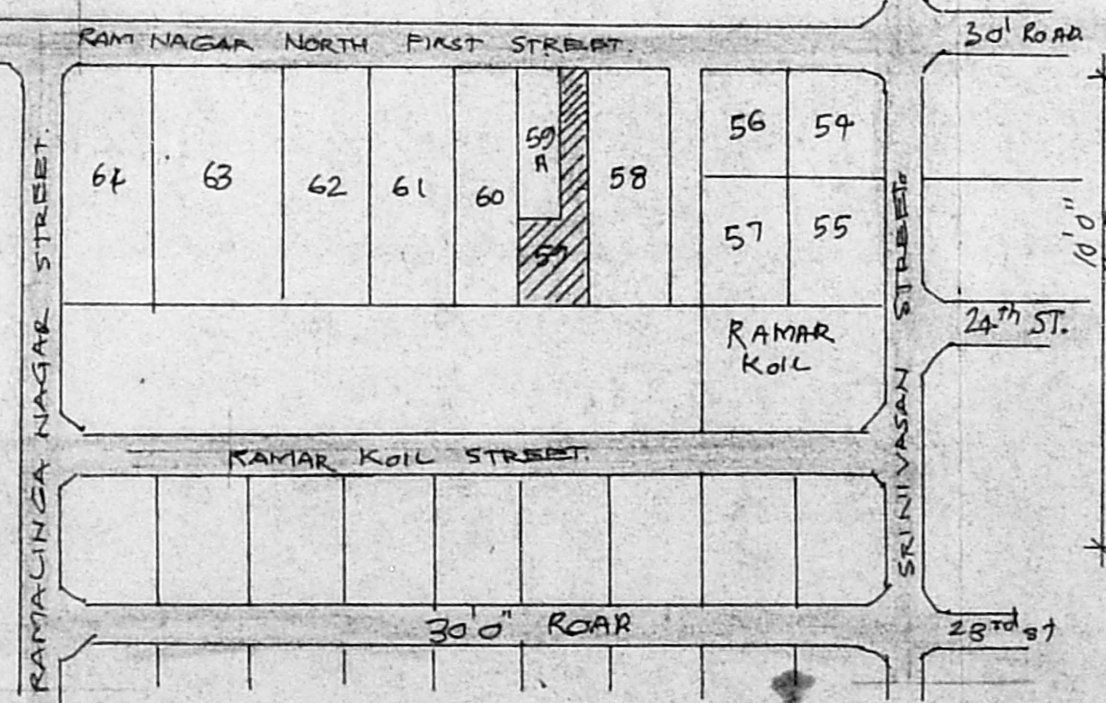 RAM NAGAR NORTH FIRST STREET.
30' ROAD
56
54
59
A
64
63
62
61
60
58
57
55
RAMALINGA NAGAR STREET.
SRINIVASAN STREET.
10'0"
24th ST.
RAMAR
KOIL
RAMAR KOIL STREET.
30'0" ROAR
23rd st